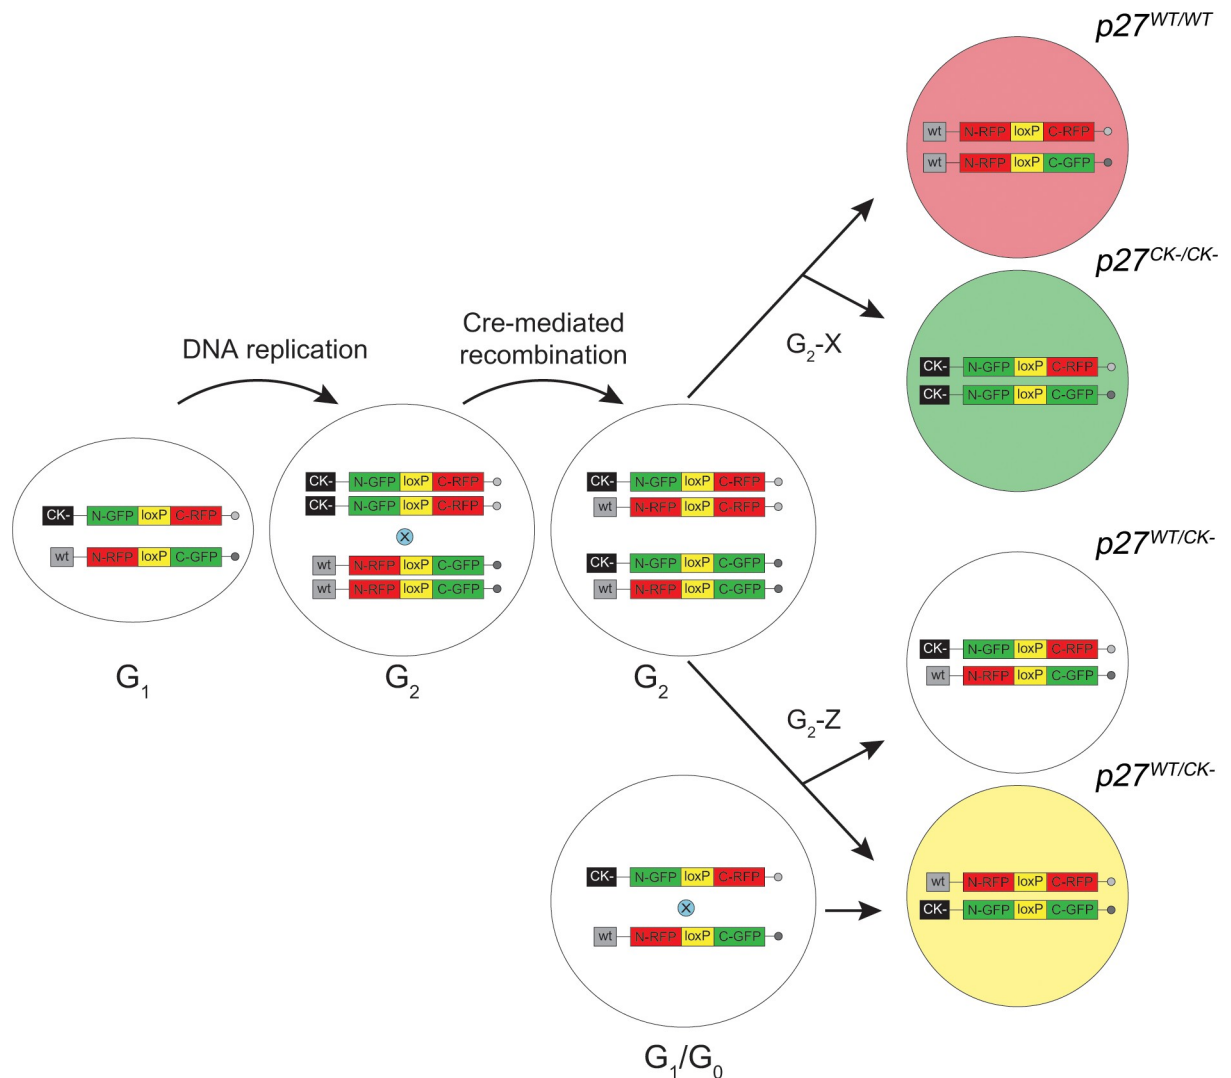 p27WT/WT
wt N-RFP loxP C-RFP
wt N-RFP loxP C-GFP
p27CK-/CK-
G2-X
CK- N-GFP loxP C-RFP
CK- N-GFP loxP C-GFP
DNA replication
Cre-mediated
recombination
CK- N-GFP loxP C-RFP
wt N-RFP loxP C-GFP
G1
CK- N-GFP loxP C-RFP
CK- N-GFP loxP C-RFP
X
wt N-RFP loxP C-GFP
wt N-RFP loxP C-GFP
G2
CK- N-GFP loxP C-RFP
wt N-RFP loxP C-RFP
CK- N-GFP loxP C-GFP
wt N-RFP loxP C-GFP
G2
p27WT/CK-
G2-Z
CK- N-GFP loxP C-RFP
wt N-RFP loxP C-GFP
p27WT/CK-
wt N-RFP loxP C-RFP
CK- N-GFP loxP C-GFP
CK- N-GFP loxP C-RFP
X
wt N-RFP loxP C-GFP
G1/G0